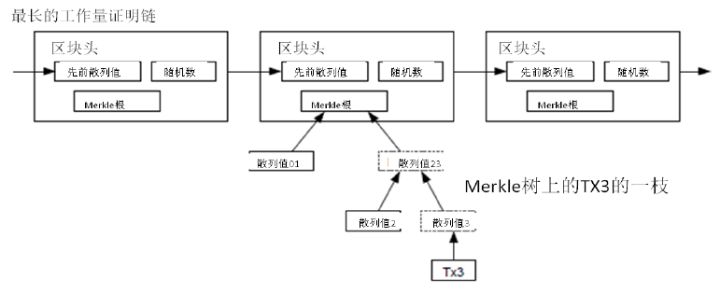 最长的工作量证明链
区块头
区块头
区块头
先前散列值
随机数
先前散列值
随机数
先前散列值
随机数
Merkle根
Merkle根
Merkle根
散列值01
散列值23
Merkle树上的TX3的一枝
散列值2
散列值3
Tx3